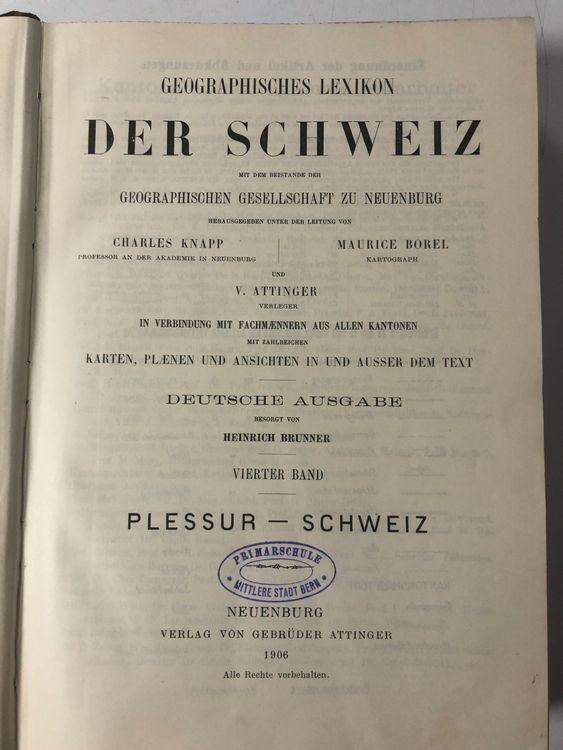 GEOGRAPHISCHES LEXIKON
DER SCHWEIZ
MIT DEM BEISTANDE DER
GEOGRAPHISCHEN GESELLSCHAFT ZU NEUENBURG
HERAUSGEGEBEN UNTER DER LEITUNG VON
CHARLES KNAPP
PROFESSOR AN DER AKADEMIE IN NEUENBURG
MAURICE BOREL
KARTOGRAPH
UND
V. ATTINGER
VERLEGER
IN VERBINDUNG MIT FACHMÆNNERN AUS ALLEN KANTONEN
MIT ZAHLREICHEN
KARTEN, PLÆNEN UND ANSICHTEN IN UND AUSSER DEM TEXT
DEUTSCHE AUSGABE
BESORGT VON
HEINRICH BRUNNER
VIERTER BAND
PLESSUR — SCHWEIZ
PRIMARSCHULE
MITTLERE STADT BERN
NEUENBURG
VERLAG VON GEBRÜDER ATTINGER
1906
Alle Rechte vorbehalten.